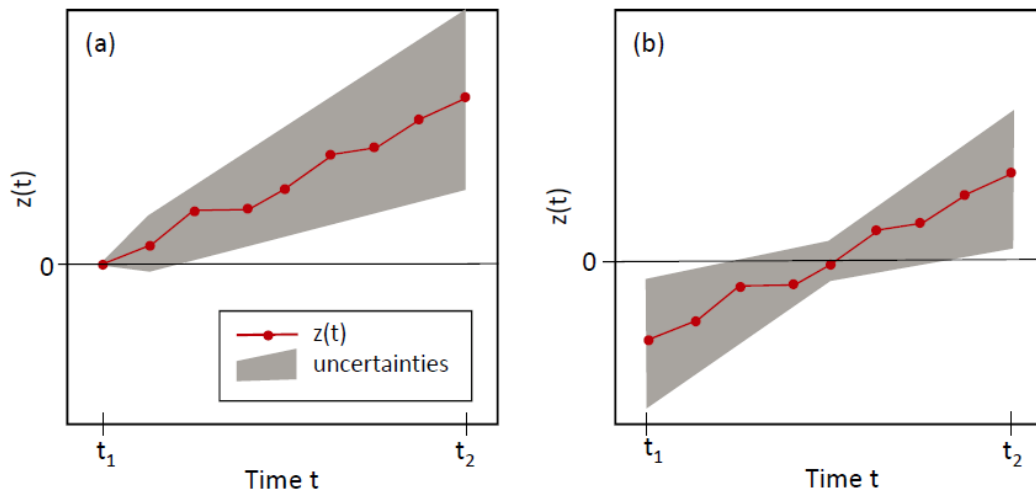 (a)
z(t)
0
z(t)
uncertainties
t₁
t₂
Time t
(b)
z(t)
0
t₁
t₂
Time t